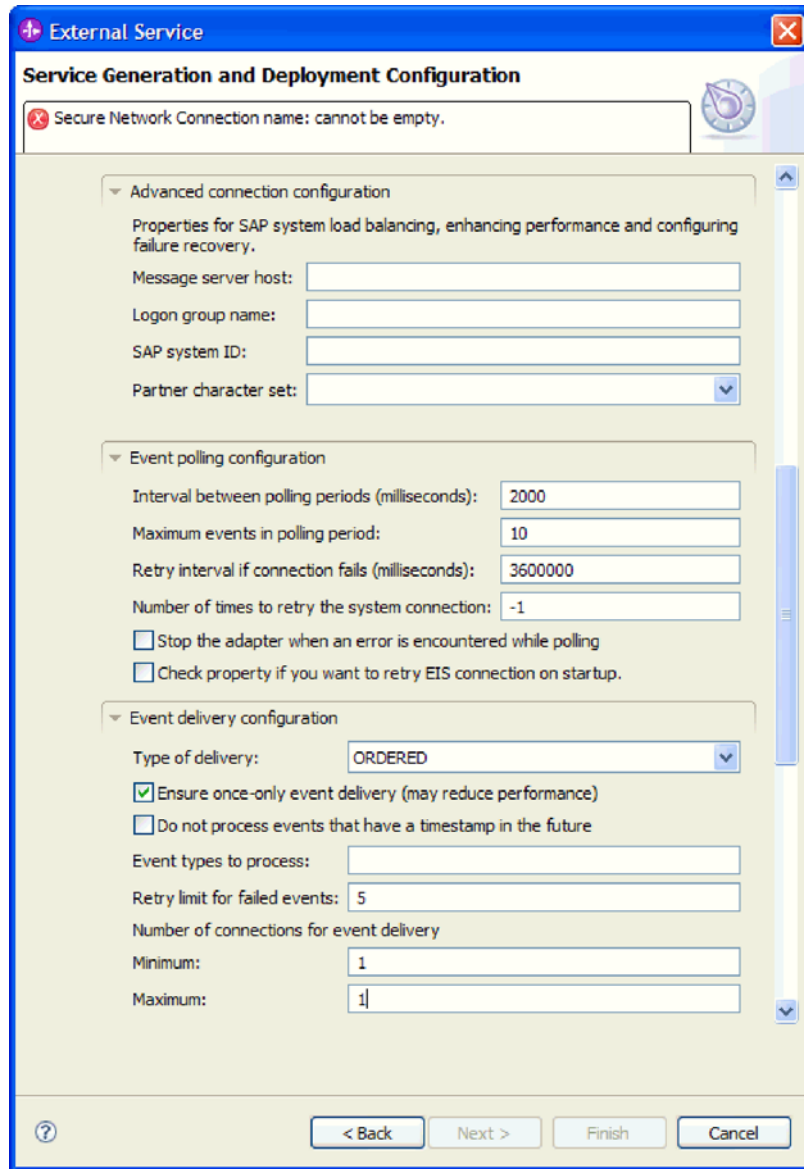 External Service
Service Generation and Deployment Configuration
Secure Network Connection name: cannot be empty.
Advanced connection configuration
Properties for SAP system load balancing, enhancing performance and configuring
failure recovery.
Message server host:
Logon group name:
SAP system ID:
Partner character set:
Event polling configuration
Interval between polling periods (milliseconds): 2000
Maximum events in polling period: 10
Retry interval if connection fails (milliseconds): 3600000
Number of times to retry the system connection: -1
Stop the adapter when an error is encountered while polling
Check property if you want to retry EIS connection on startup.
Event delivery configuration
Type of delivery: ORDERED
Ensure once-only event delivery (may reduce performance)
Do not process events that have a timestamp in the future
Event types to process:
Retry limit for failed events: 5
Number of connections for event delivery
Minimum: 1
Maximum: 1
? < Back Next > Finish Cancel